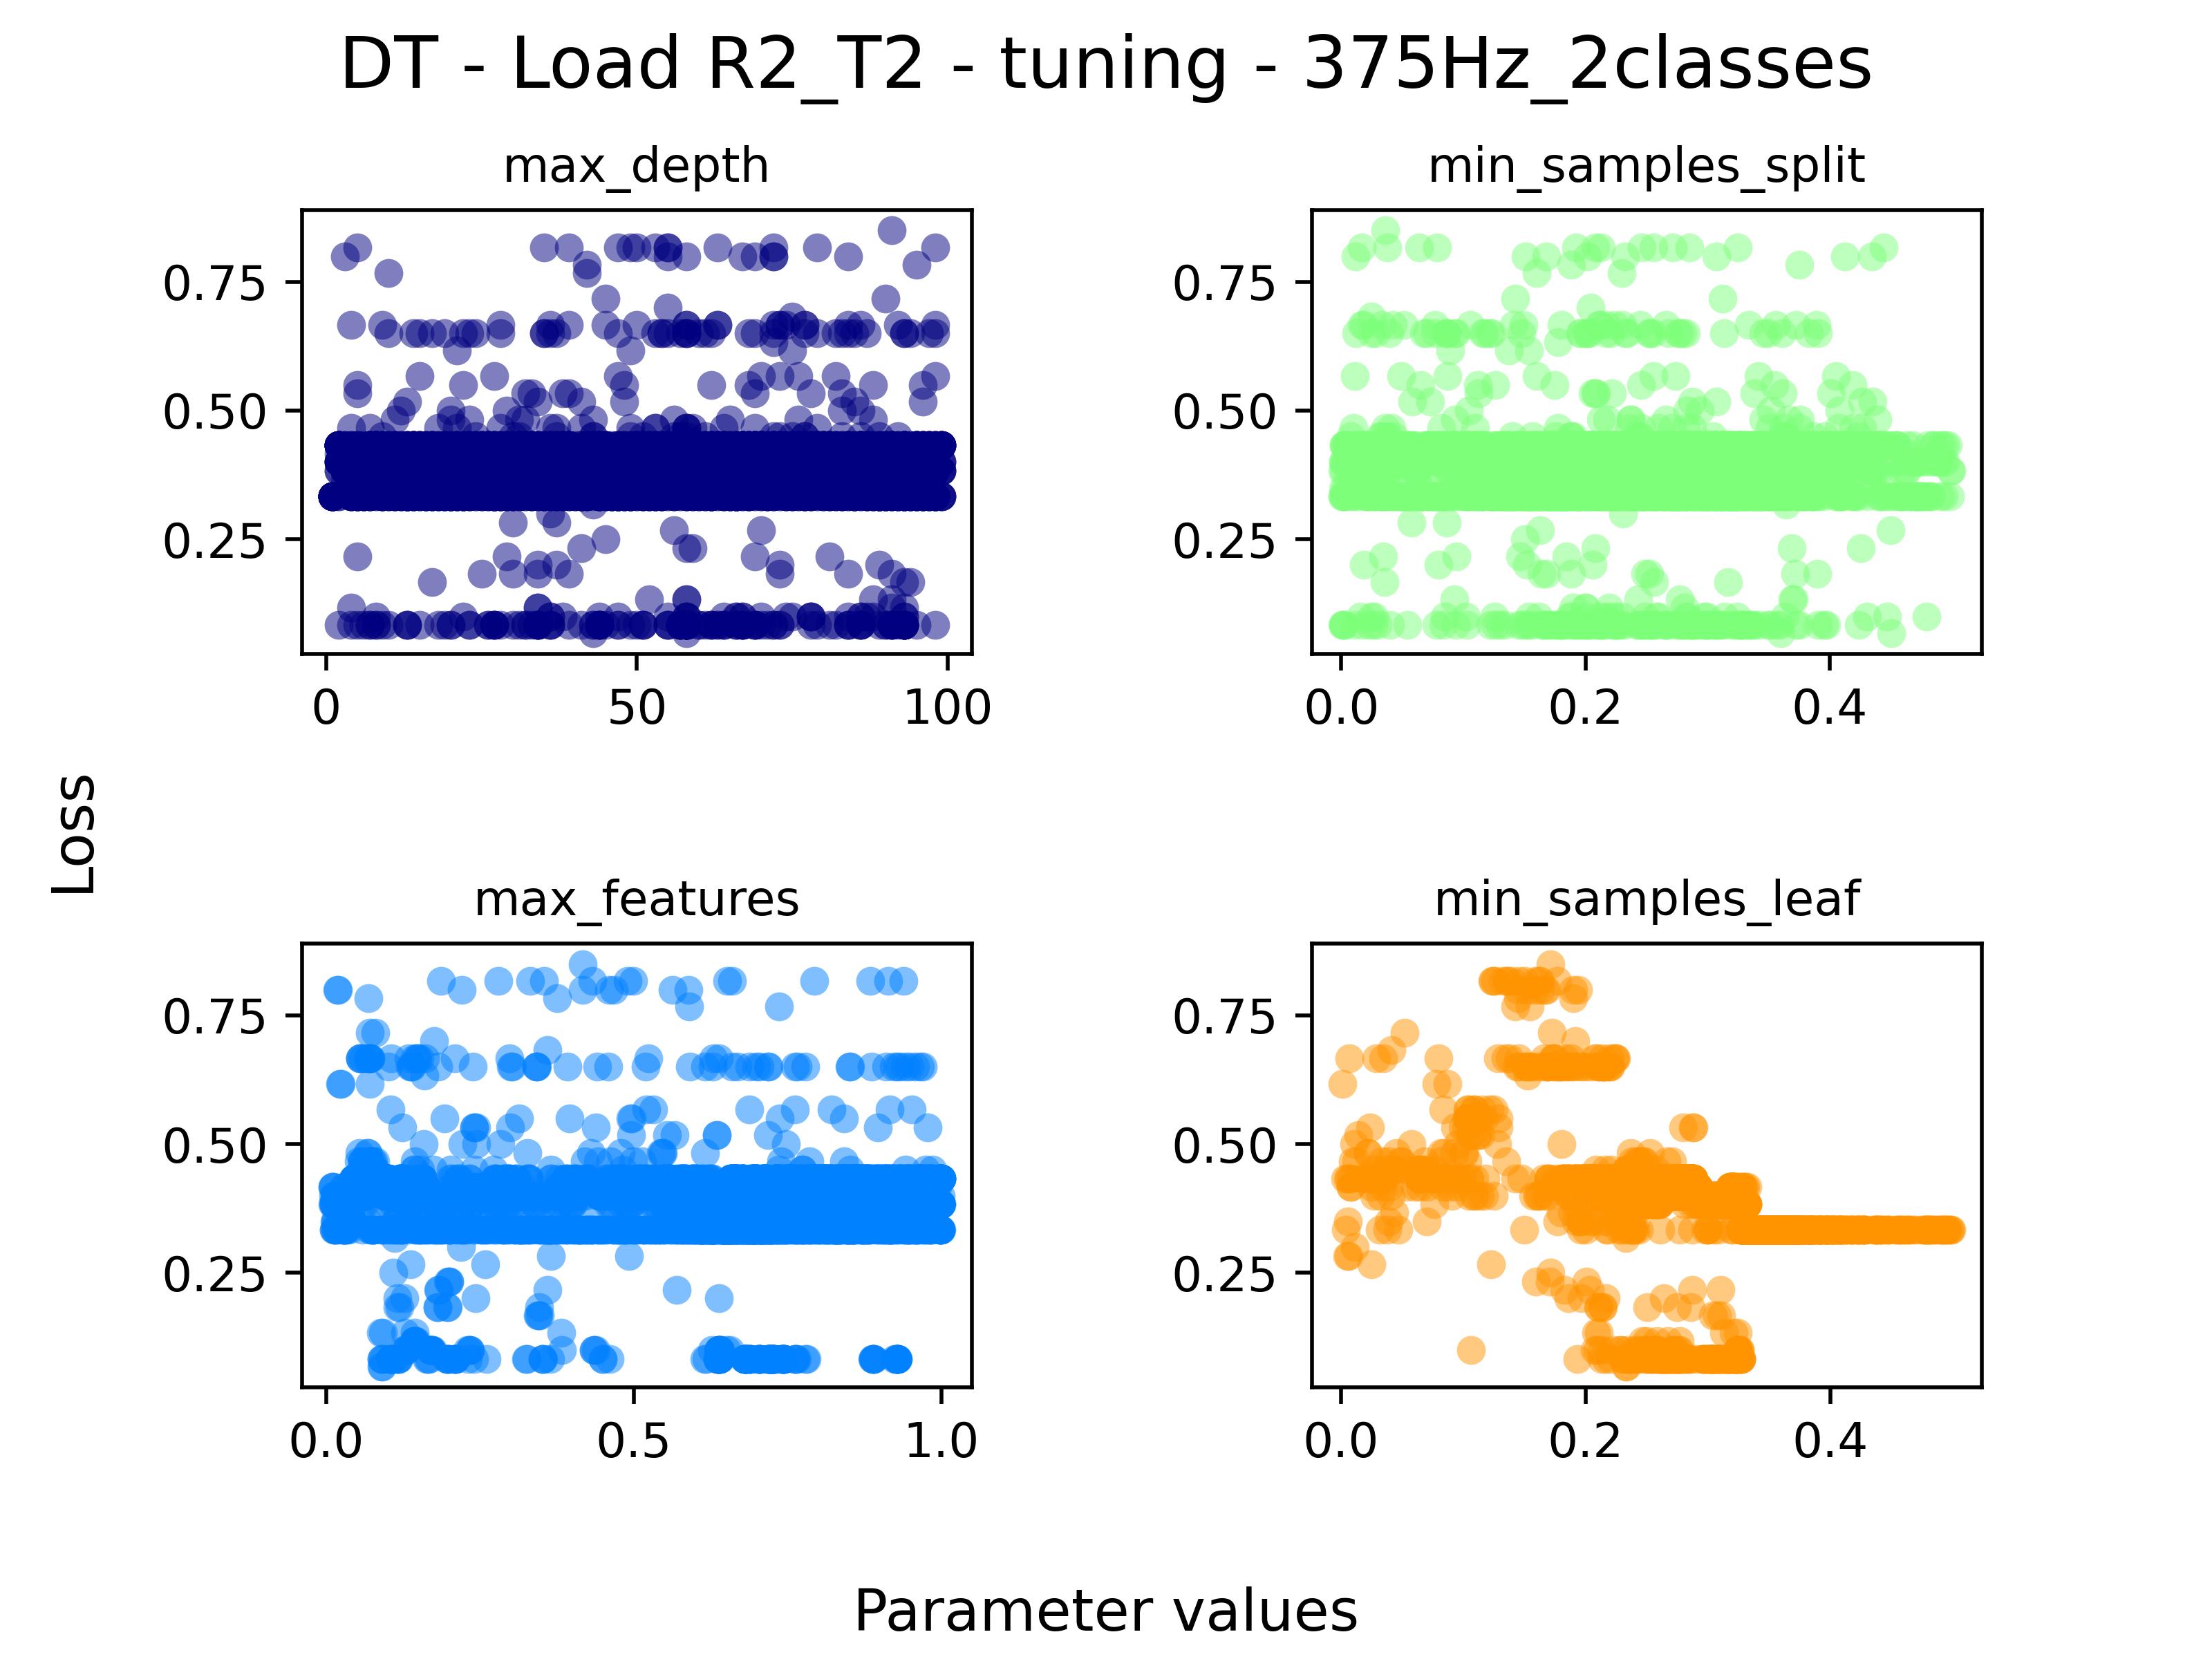 DT - Load R2_T2 - tuning - 375Hz_2classes
max_depth
0.75
0.50
0.25
0 50 100
min_samples_split
0.75
0.50
0.25
0.0 0.2 0.4
Loss
max_features
0.75
0.50
0.25
0.0 0.5 1.0
min_samples_leaf
0.75
0.50
0.25
0.0 0.2 0.4
Parameter values